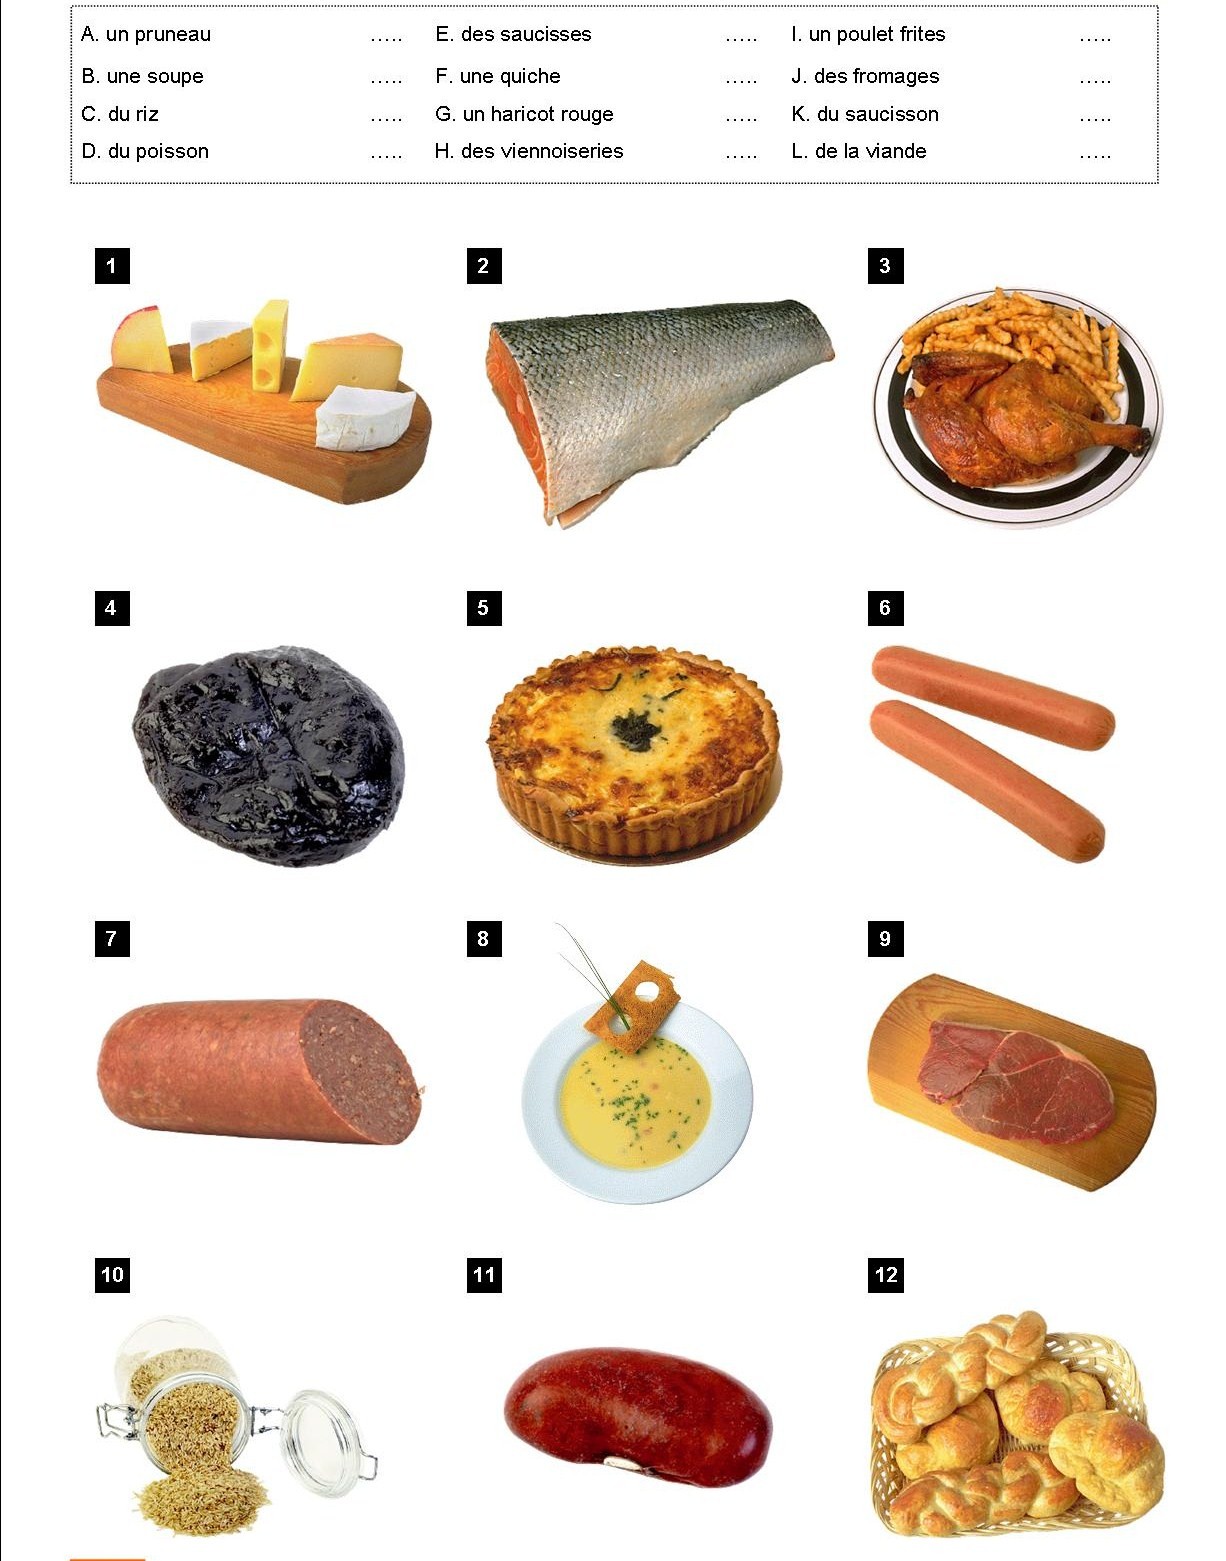 A. un pruneau ..... E. des saucisses ..... I. un poulet frites .....
B. une soupe ..... F. une quiche ..... J. des fromages .....
C. du riz ..... G. un haricot rouge ..... K. du saucisson .....
D. du poisson ..... H. des viennoiseries ..... L. de la viande .....
1 2 3
4 5 6
7 8 9
10 11 12